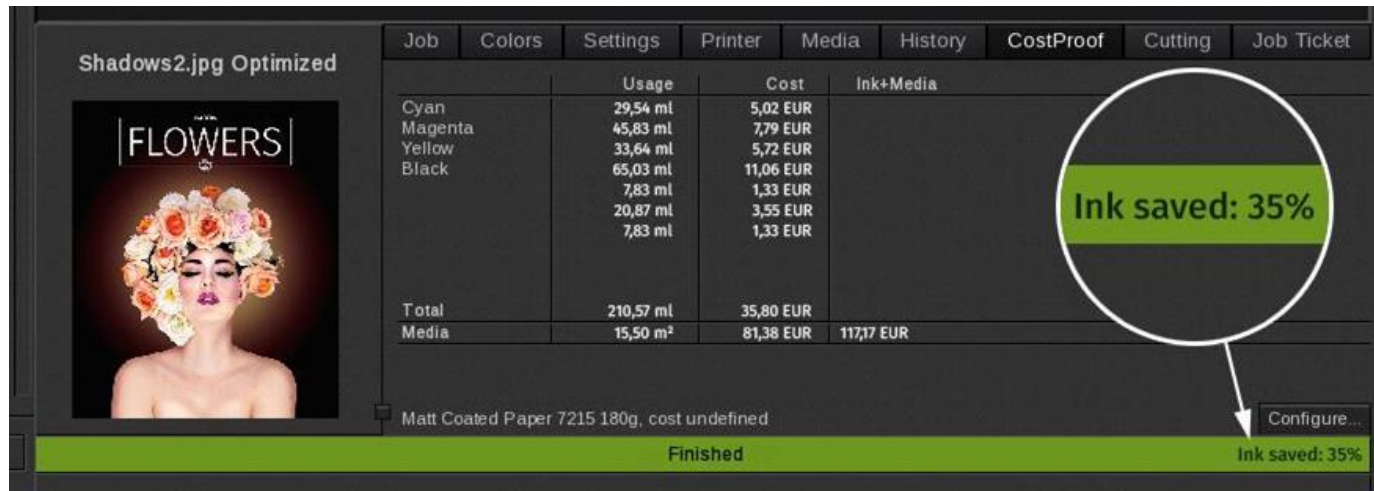 Shadows2.jpg Optimized
FLOWERS
Job Colors Settings Printer Media History CostProof Cutting Job Ticket
Usage Cost Ink+Media
Cyan 29,54 ml 5,02 EUR
Magenta 45,83 ml 7,79 EUR
Yellow 33,64 ml 5,72 EUR
Black 65,03 ml 11,06 EUR
7,83 ml 1,33 EUR
20,87 ml 3,55 EUR
7,83 ml 1,33 EUR
Total 210,57 ml 35,80 EUR
Media 15,50 m² 81,38 EUR 117,17 EUR
Ink saved: 35%
Matt Coated Paper 7215 180g, cost undefined
Configure...
Finished
Ink saved: 35%